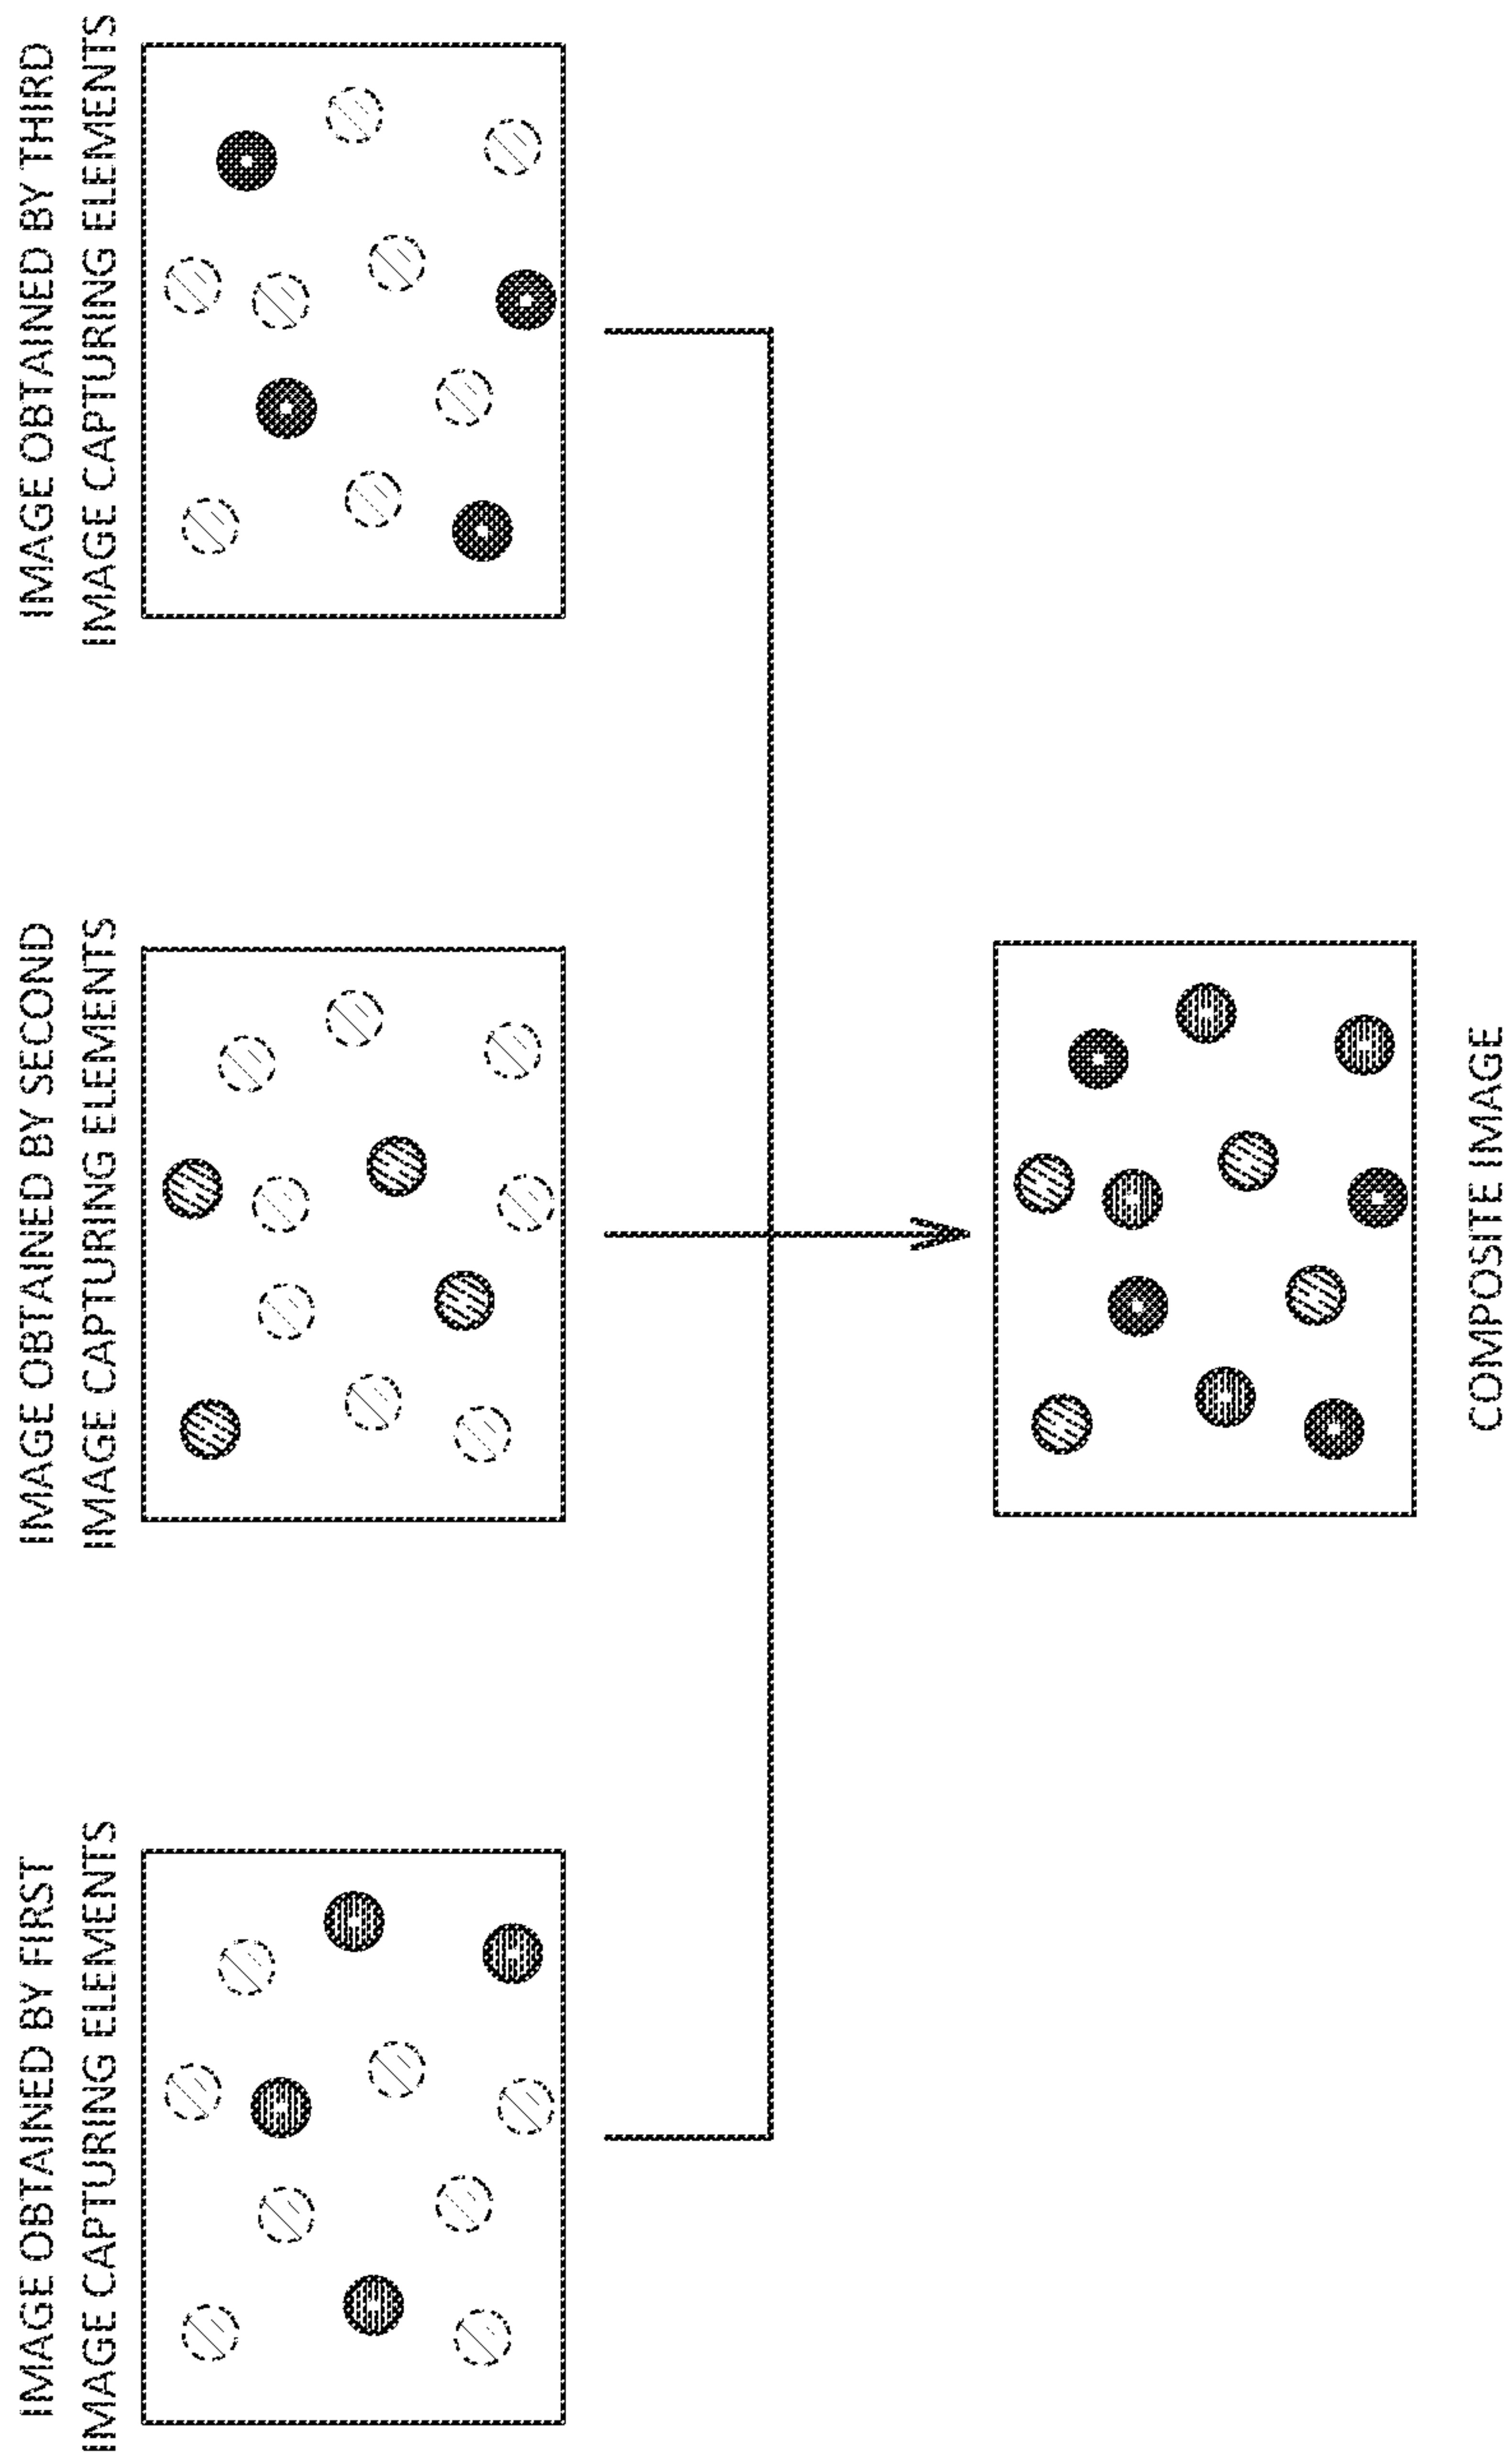 IMAGE OBTAINED BY FIRST
IMAGE CAPTURING ELEMENTS
IMAGE OBTAINED BY SECOND
IMAGE CAPTURING ELEMENTS
IMAGE OBTAINED BY THIRD
IMAGE CAPTURING ELEMENTS
COMPOSITE IMAGE